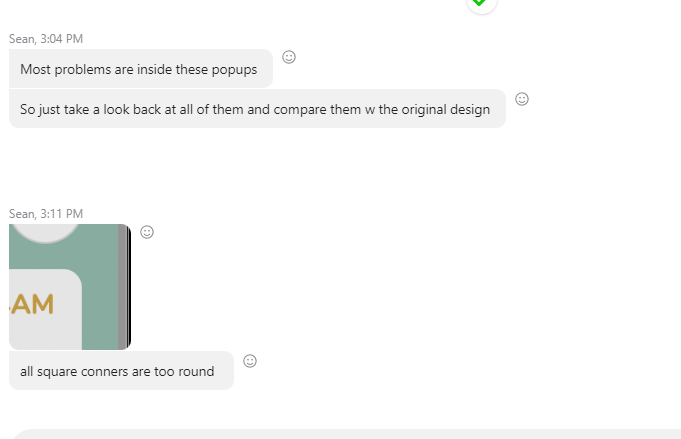 Sean, 3:04 PM
Most problems are inside these popups
So just take a look back at all of them and compare them w the original design
Sean, 3:11 PM
AM
all square conners are too round